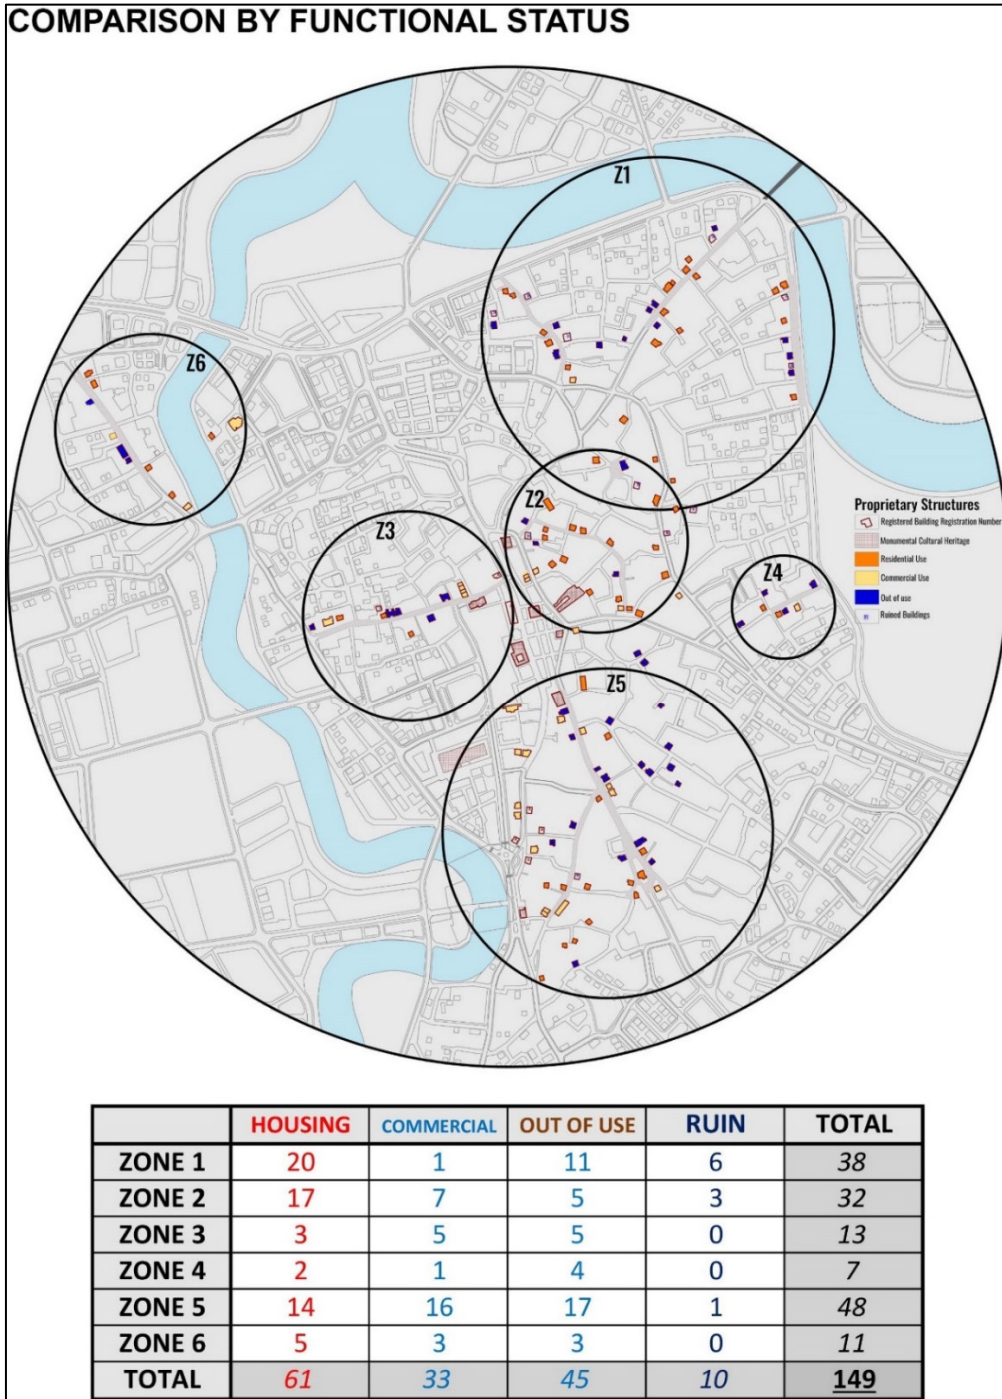 COMPARISON BY FUNCTIONAL STATUS
Z1
Z6
Z2
Z3
Z4
Z5
Proprietary Structures
Registered Building Registration Number
Monumental Cultural Heritage
Residential Use
Commercial Use
Out of use
Ruined Buildings
HOUSING COMMERCIAL OUT OF USE RUIN TOTAL
ZONE 1 20 1 11 6 38
ZONE 2 17 7 5 3 32
ZONE 3 3 5 5 0 13
ZONE 4 2 1 4 0 7
ZONE 5 14 16 17 1 48
ZONE 6 5 3 3 0 11
TOTAL 61 33 45 10 149